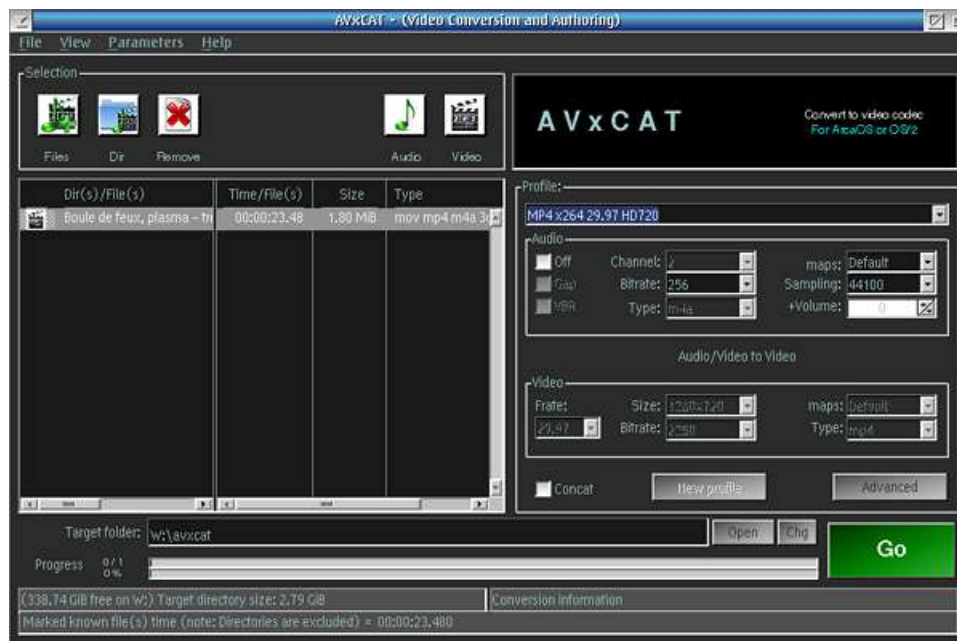 AVxCAT - (Video Conversion and Authoring)
File View Parameters Help
Selection
Files Dir Remove Audio Video
AVxCAT
Convert to video codec
For ArcaOS or OS/2
Dir(s)/File(s) Time/File(s) Size Type
Boule de feux, plasma - 00:00:23.48 1.80 MiB mov mp4 m4a
Profile:
MP4 x264 29.97 HD720
Audio
Off Channel: 2 maps: Default
Gap Bitrate: 256 Sampling: 44100
VBR Type: m4a +Volume: 0
Audio/Video to Video
Video
Frate: Size: 1280x720 maps: Default
29.97 Bitrate: 2250 Type: mp4
Concat New profile Advanced
Target folder: W:\avxcat Open Chg
Go
Progress 0/1
0%
(338.74 GiB free on W:) Target directory size: 2.79 GiB Conversion information
Marked known file(s) time (note: Directories are excluded) = 00:00:23.480